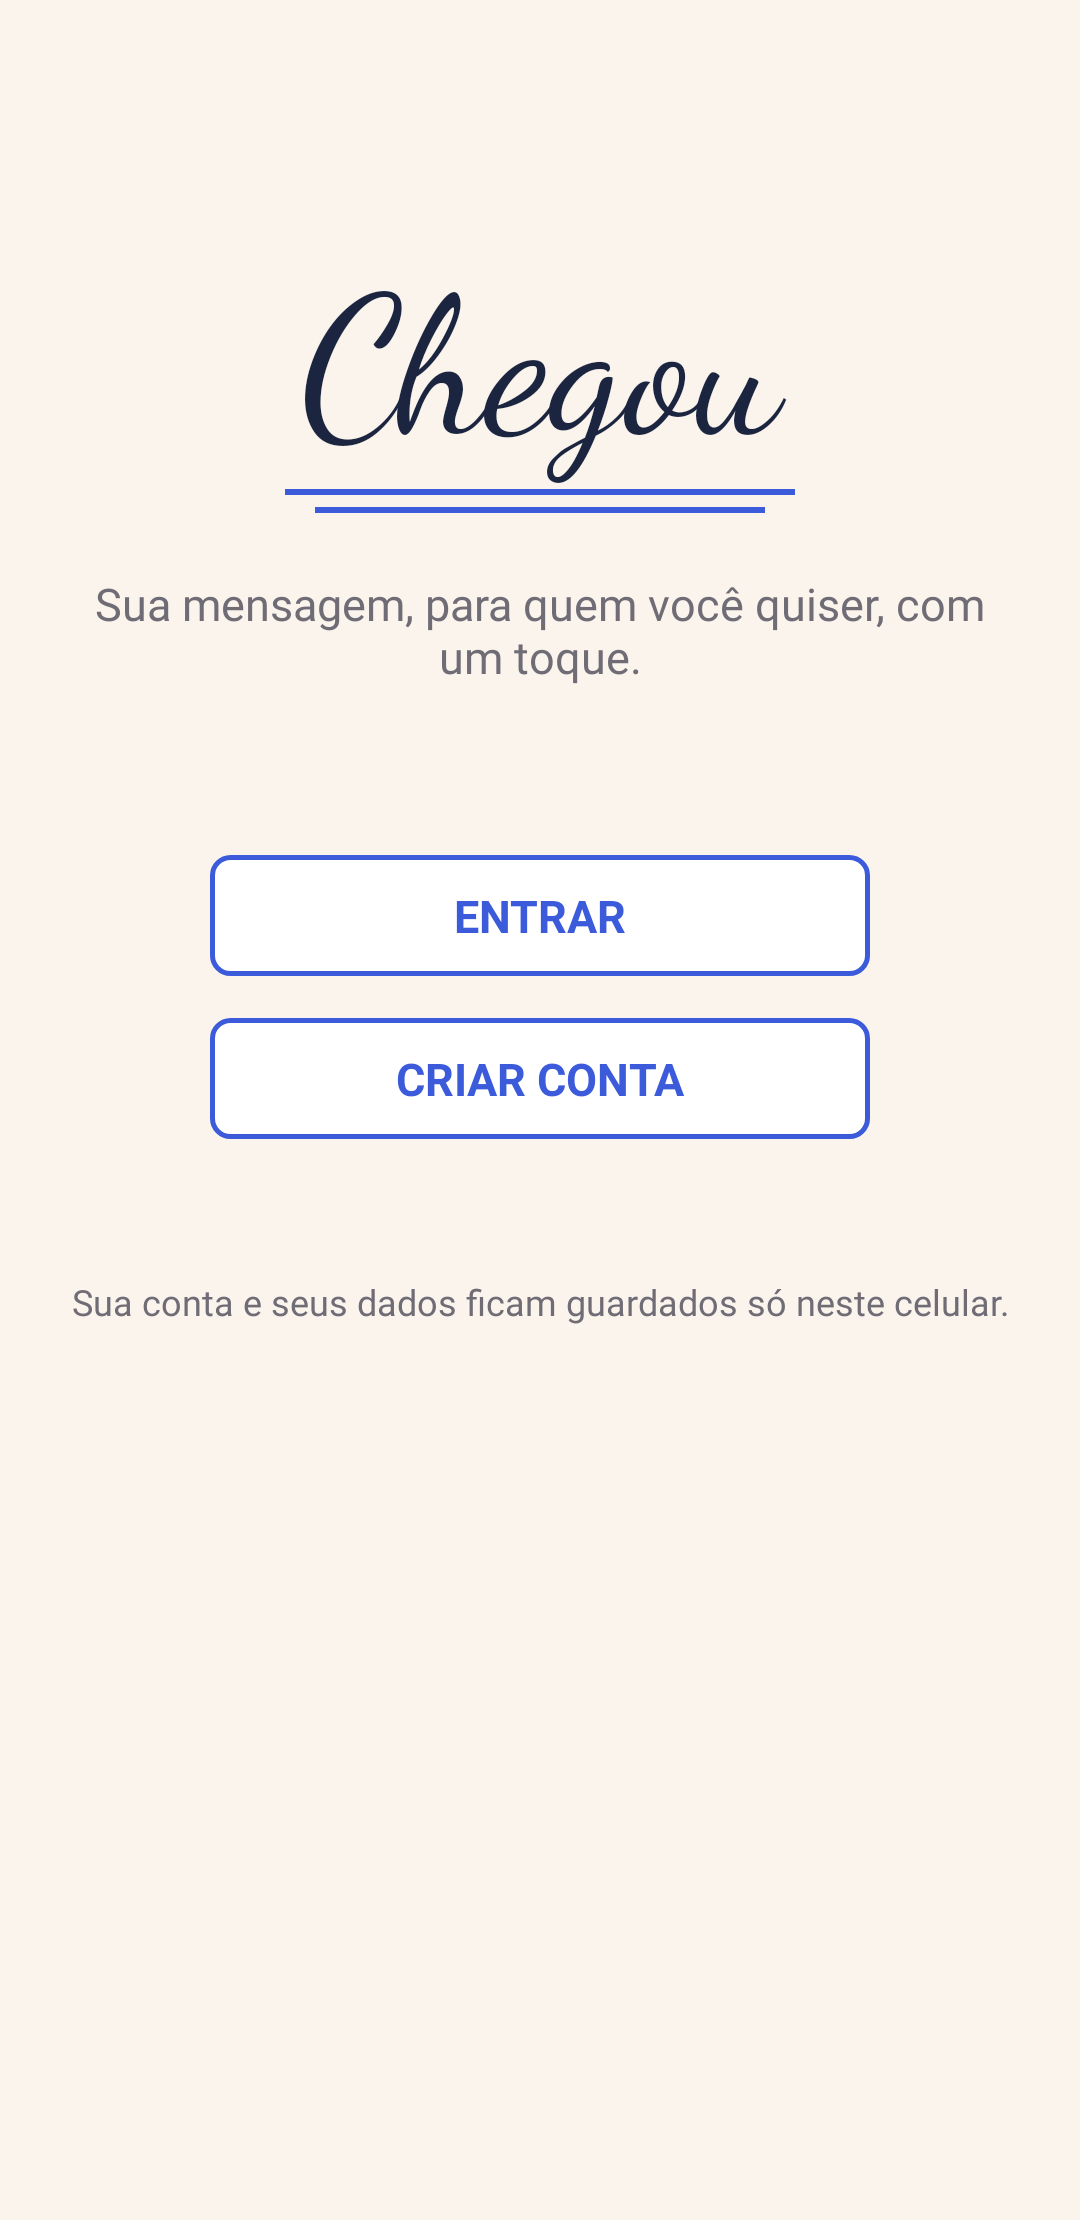 Chegou
Sua mensagem, para quem você quiser, com
um toque.
ENTRAR
CRIAR CONTA
Sua conta e seus dados ficam guardados só neste celular.